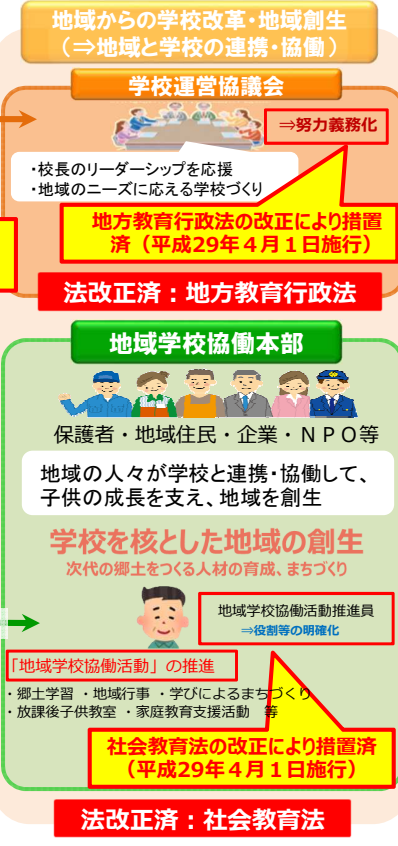 地域からの学校改革・地域創生
(⇒地域と学校の連携・協働)
学校運営協議会
⇒努力義務化
・校長のリーダーシップを応援
・地域のニーズに応える学校づくり
地方教育行政法の改正により措置
済（平成29年４月１日施行）
法改正済：地方教育行政法
地域学校協働本部
保護者・地域住民・企業・ＮＰＯ等
地域の人々が学校と連携・協働して、
子供の成長を支え、地域を創生
学校を核とした地域の創生
次代の郷土をつくる人材の育成、まちづくり
地域学校協働活動推進員
⇒役割等の明確化
「地域学校協働活動」の推進
・郷土学習 ・地域行事 ・学びによるまちづくり
・放課後子供教室 ・家庭教育支援活動　等
社会教育法の改正により措置済
（平成29年４月１日施行）
法改正済：社会教育法